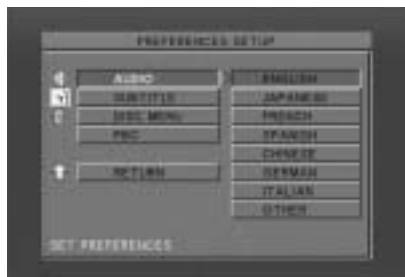 PREFERENCES SETUP
AUDIO
SUBTITLE
DISC MENU
PBC
RETURN
ENGLISH
JAPANESE
FRENCH
SPANISH
CHINESE
GERMAN
ITALIAN
OTHER
SET PREFERENCES